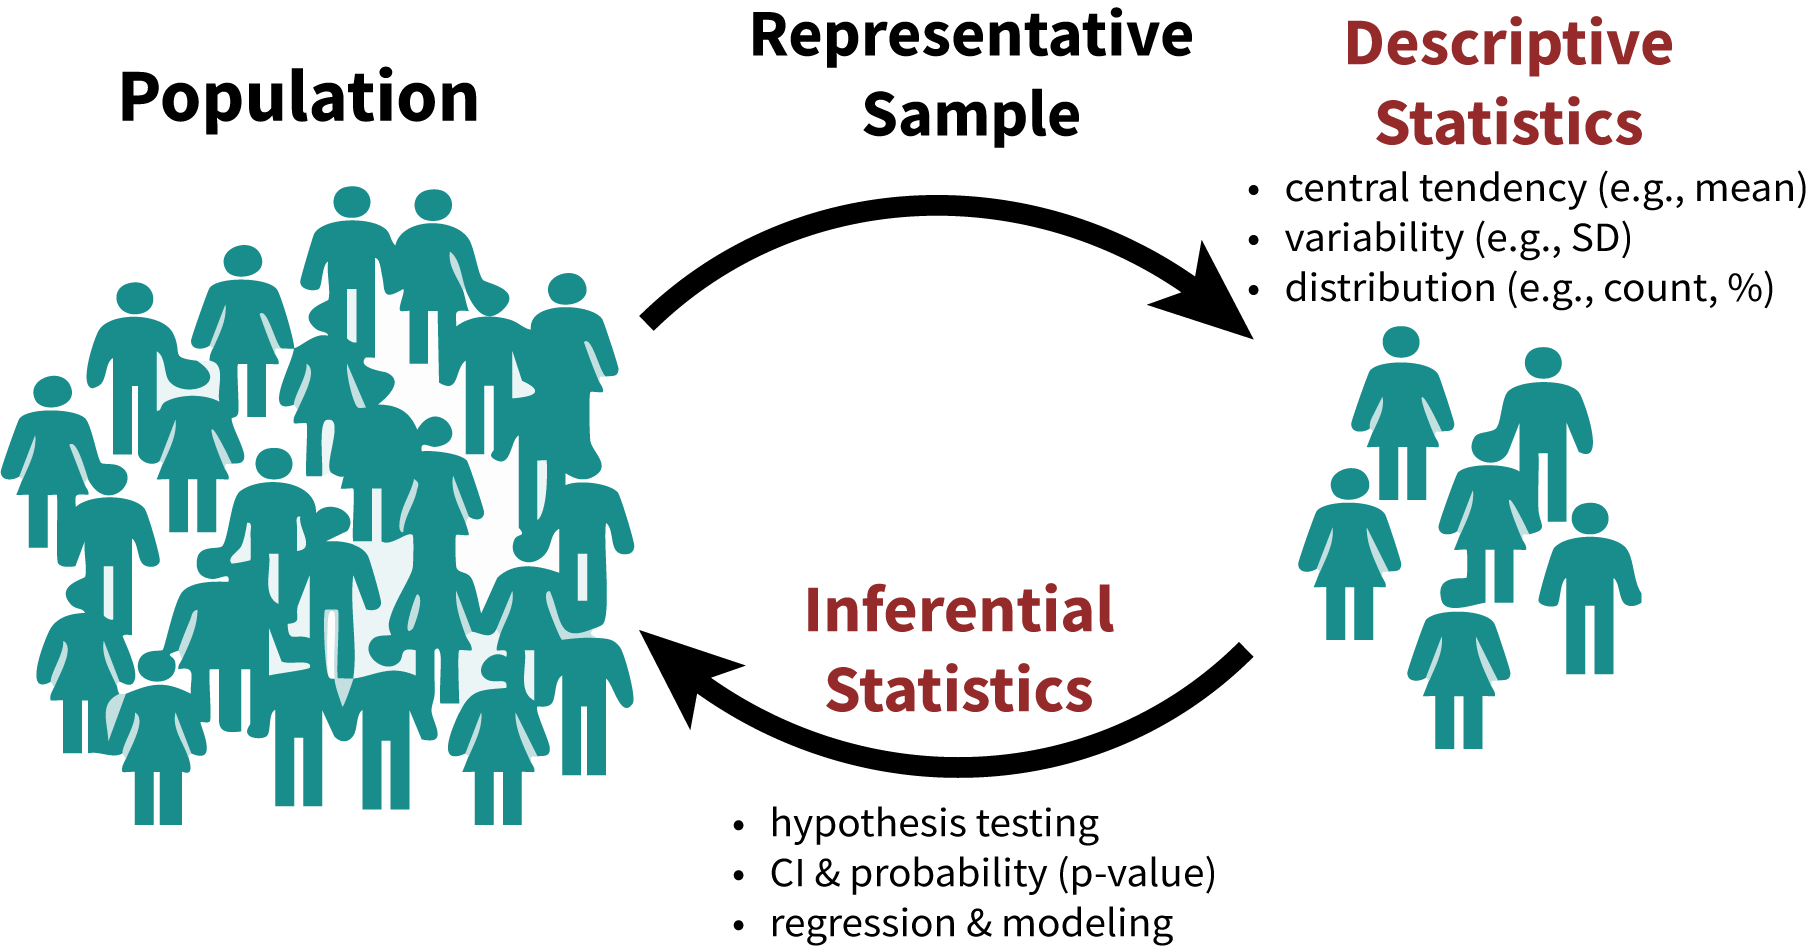 Population
Representative
Sample
Descriptive
Statistics
• central tendency (e.g., mean)
• variability (e.g., SD)
• distribution (e.g., count, %)
Inferential
Statistics
• hypothesis testing
• CI & probability (p-value)
• regression & modeling